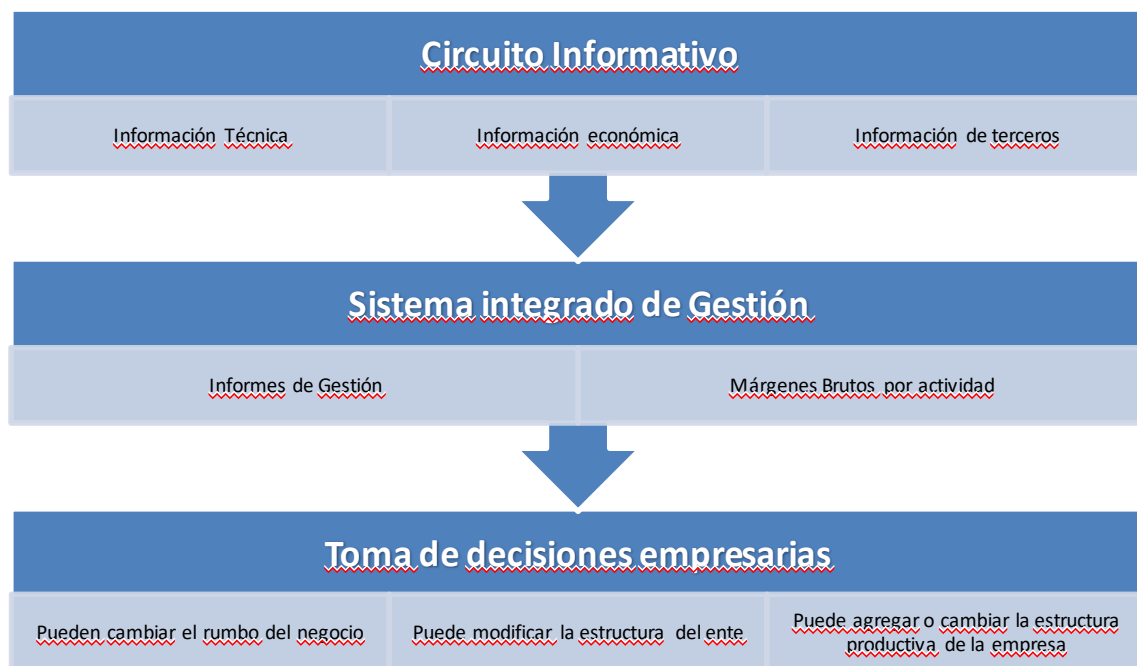 Circuito Informativo
Información Técnica
Información económica
Información de terceros
Sistema integrado de Gestión
Informes de Gestión
Márgenes Brutos por actividad
Toma de decisiones empresarias
Pueden cambiar el rumbo del negocio
Puede modificar la estructura del ente
Puede agregar o cambiar la estructura
productiva de la empresa